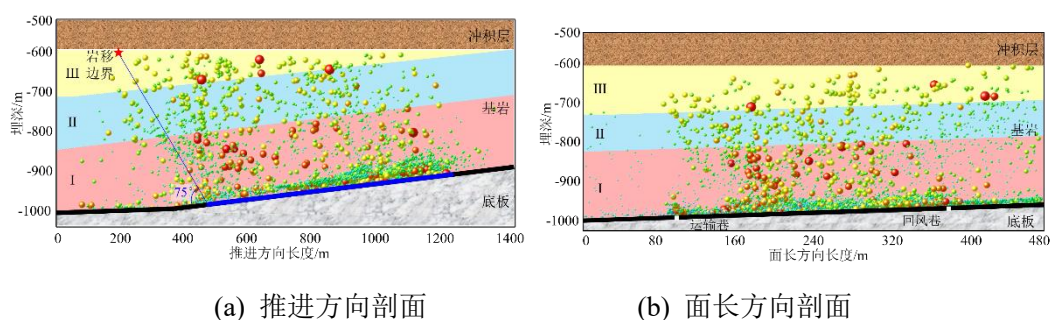 -500
-600
-700
-800
-900
-1000
埋深/m
冲积层
岩移
边界
III
II
I
基岩
75°
底板
0
200
400
600
800
1000
1200
1400
推进方向长度/m
(a) 推进方向剖面
-500
-600
-700
-800
-900
-1000
埋深/m
冲积层
III
II
I
基岩
运输巷
回风巷
底板
0
80
160
240
320
400
480
面长方向长度/m
(b) 面长方向剖面